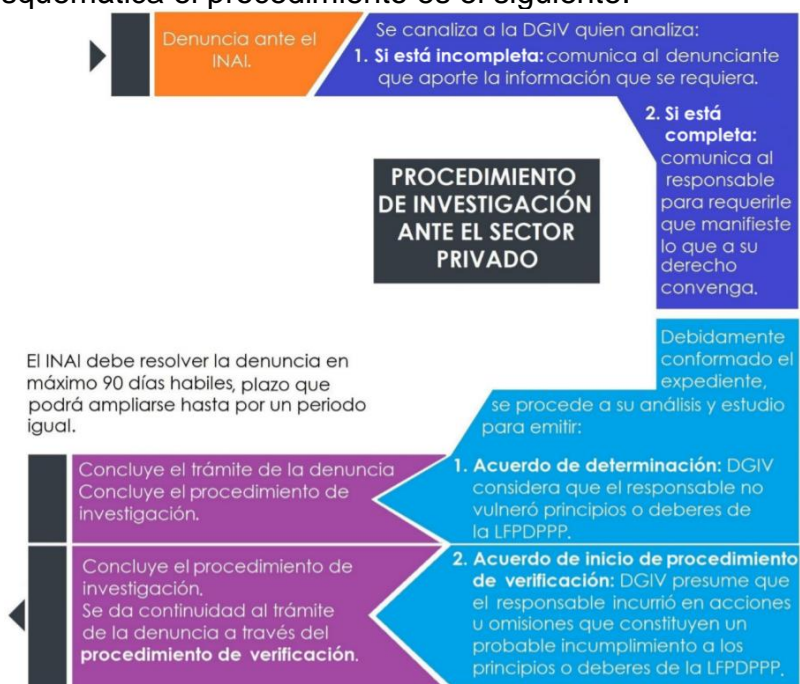 esquemática el procedimiento es el siguiente:
Denuncia ante el
INAI.
Se canaliza a la DGIV quien analiza:
1. Si está incompleta: comunica al denunciante
que aporte la información que se requiera.
2. Si está
completa:
comunica al
responsable
para requerirle
que manifieste
lo que a su
derecho
convenga.
PROCEDIMIENTO
DE INVESTIGACIÓN
ANTE EL SECTOR
PRIVADO
Debidamente
conformado el
expediente,
se procede a su análisis y estudio
para emitir:
El INAI debe resolver la denuncia en
máximo 90 días habiles, plazo que
podrá ampliarse hasta por un periodo
igual.
1. Acuerdo de determinación: DGIV
considera que el responsable no
vulneró principios o deberes de
la LFPDPPP.
Concluye el trámite de la denuncia
Concluye el procedimiento de
investigación.
2. Acuerdo de inicio de procedimiento
de verificación: DGIV presume que
el responsable incurrió en acciones
u omisiones que constituyen un
probable incumplimiento a los
principios o deberes de la LFPDPPP.
Concluye el procedimiento de
investigación.
Se da continuidad al trámite
de la denuncia a través del
procedimiento de verificación.